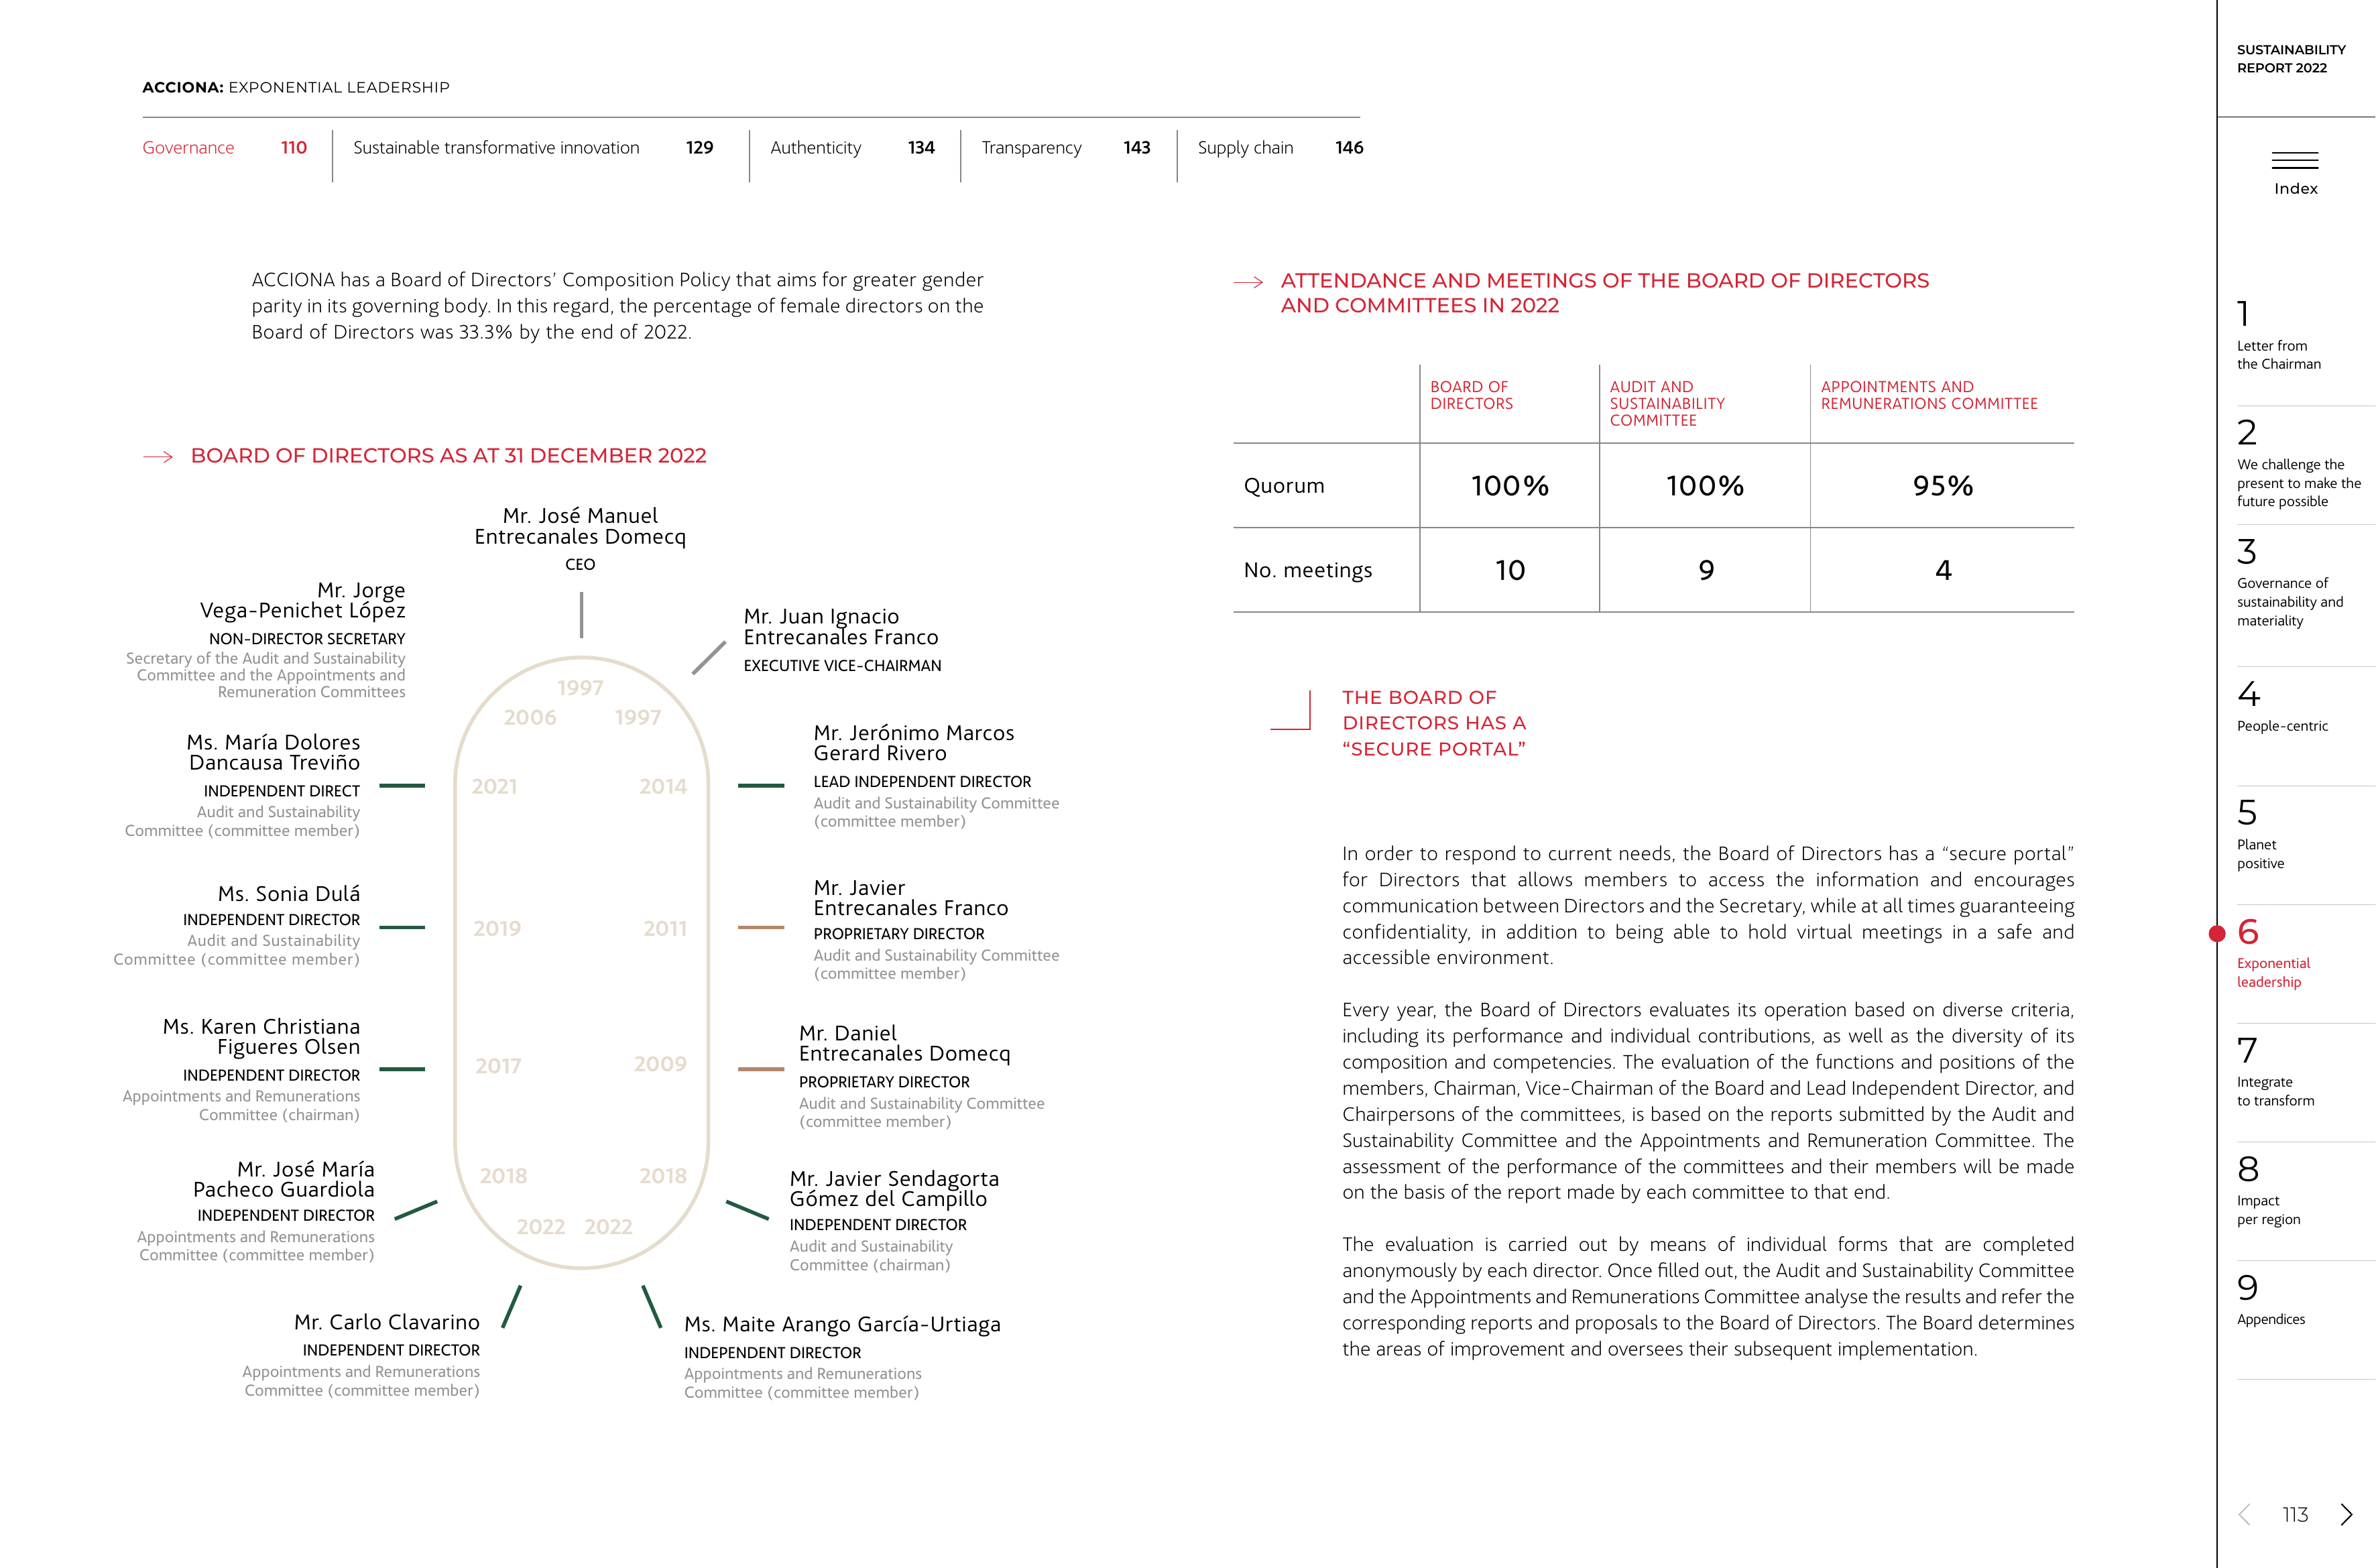 ACCIONA: EXPONENTIAL LEADERSHIP
Governance 110
Sustainable transformative innovation 129
Authenticity 134
Transparency 143
Supply chain 146
ACCIONA has a Board of Directors’ Composition Policy that aims for greater gender
parity in its governing body. In this regard, the percentage of female directors on the
Board of Directors was 33.3% by the end of 2022.
BOARD OF DIRECTORS AS AT 31 DECEMBER 2022
Mr. José Manuel
Entrecanales Domecq
CEO
Mr. Jorge
Vega-Penichet López
NON-DIRECTOR SECRETARY
Secretary of the Audit and Sustainability
Committee and the Appointments and
Remuneration Committees
Mr. Juan Ignacio
Entrecanales Franco
EXECUTIVE VICE-CHAIRMAN
1997
2006 1997
Ms. María Dolores
Dancausa Treviño
INDEPENDENT DIRECT
Audit and Sustainability
Committee (committee member)
2021 2014
Mr. Jerónimo Marcos
Gerard Rivero
LEAD INDEPENDENT DIRECTOR
Audit and Sustainability Committee
(committee member)
Ms. Sonia Dulá
INDEPENDENT DIRECTOR
Audit and Sustainability
Committee (committee member)
2019 2011
Mr. Javier
Entrecanales Franco
PROPRIETARY DIRECTOR
Audit and Sustainability Committee
(committee member)
Ms. Karen Christiana
Figueres Olsen
INDEPENDENT DIRECTOR
Appointments and Remunerations
Committee (chairman)
2017 2009
Mr. Daniel
Entrecanales Domecq
PROPRIETARY DIRECTOR
Audit and Sustainability Committee
(committee member)
Mr. José María
Pacheco Guardiola
INDEPENDENT DIRECTOR
Appointments and Remunerations
Committee (committee member)
2018 2018
2022 2022
Mr. Javier Sendagorta
Gómez del Campillo
INDEPENDENT DIRECTOR
Audit and Sustainability
Committee (chairman)
Mr. Carlo Clavarino
INDEPENDENT DIRECTOR
Appointments and Remunerations
Committee (committee member)
Ms. Maite Arango García-Urtiaga
INDEPENDENT DIRECTOR
Appointments and Remunerations
Committee (committee member)
ATTENDANCE AND MEETINGS OF THE BOARD OF DIRECTORS
AND COMMITTEES IN 2022
BOARD OF
DIRECTORS
AUDIT AND
SUSTAINABILITY
COMMITTEE
APPOINTMENTS AND
REMUNERATIONS COMMITTEE
Quorum 100% 100% 95%
No. meetings 10 9 4
THE BOARD OF
DIRECTORS HAS A
“SECURE PORTAL”
In order to respond to current needs, the Board of Directors has a “secure portal”
for Directors that allows members to access the information and encourages
communication between Directors and the Secretary, while at all times guaranteeing
confidentiality, in addition to being able to hold virtual meetings in a safe and
accessible environment.
Every year, the Board of Directors evaluates its operation based on diverse criteria,
including its performance and individual contributions, as well as the diversity of its
composition and competencies. The evaluation of the functions and positions of the
members, Chairman, Vice-Chairman of the Board and Lead Independent Director, and
Chairpersons of the committees, is based on the reports submitted by the Audit and
Sustainability Committee and the Appointments and Remuneration Committee. The
assessment of the performance of the committees and their members will be made
on the basis of the report made by each committee to that end.
The evaluation is carried out by means of individual forms that are completed
anonymously by each director. Once filled out, the Audit and Sustainability Committee
and the Appointments and Remunerations Committee analyse the results and refer the
corresponding reports and proposals to the Board of Directors. The Board determines
the areas of improvement and oversees their subsequent implementation.
SUSTAINABILITY
REPORT 2022
Index
1
Letter from
the Chairman
2
We challenge the
present to make the
future possible
3
Governance of
sustainability and
materiality
4
People-centric
5
Planet
positive
6
Exponential
leadership
7
Integrate
to transform
8
Impact
per region
9
Appendices
113